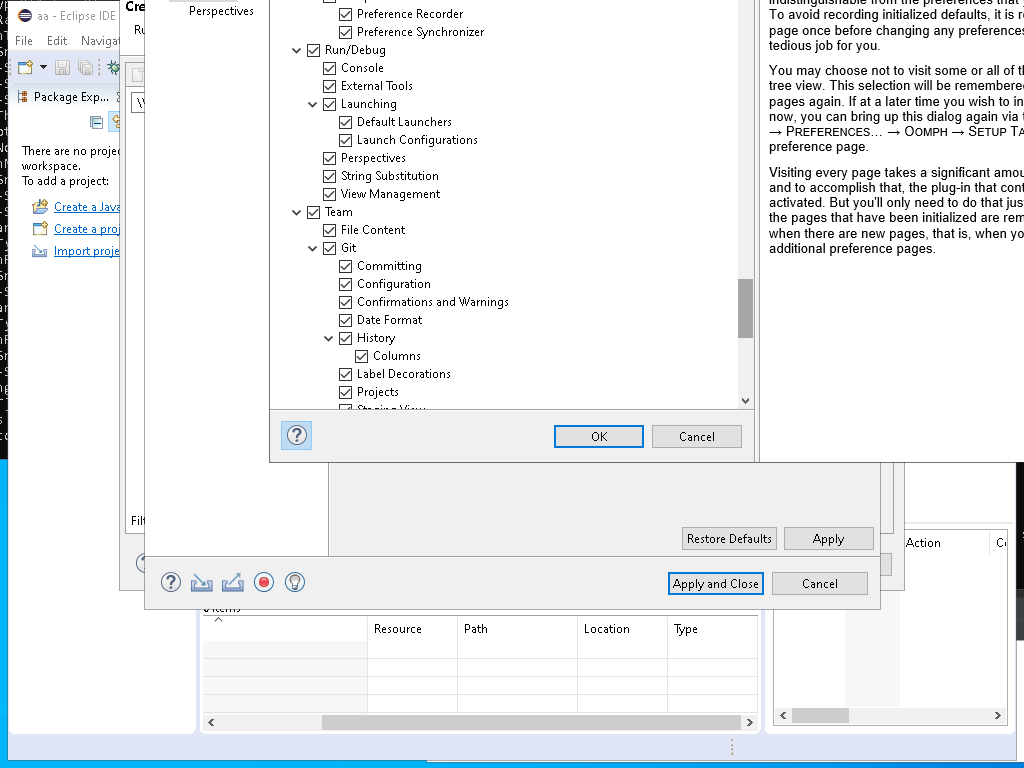 aa - Eclipse IDE
File Edit Navigat
Package Exp...
There are no projec
workspace.
To add a project:
Create a Java
Create a proj
Import proje
Cre
Ru
Filt
Perspectives
Preference Recorder
Preference Synchronizer
Run/Debug
Console
External Tools
Launching
Default Launchers
Launch Configurations
Perspectives
String Substitution
View Management
Team
File Content
Git
Committing
Configuration
Confirmations and Warnings
Date Format
History
Columns
Label Decorations
Projects
Staging View
OK Cancel
To avoid recording initialized defaults, it is r
page once before changing any preferences
tedious job for you.
You may choose not to visit some or all of th
tree view. This selection will be remembered
pages again. If at a later time you wish to in
now, you can bring up this dialog again via t
→ PREFERENCES... → OOMPH → SETUP TA
preference page.
Visiting every page takes a significant amou
and to accomplish that, the plug-in that cont
activated. But you'll only need to do that jus
the pages that have been initialized are rem
when there are new pages, that is, when yo
additional preference pages.
Restore Defaults Apply
Apply and Close Cancel
Action
Resource Path Location Type